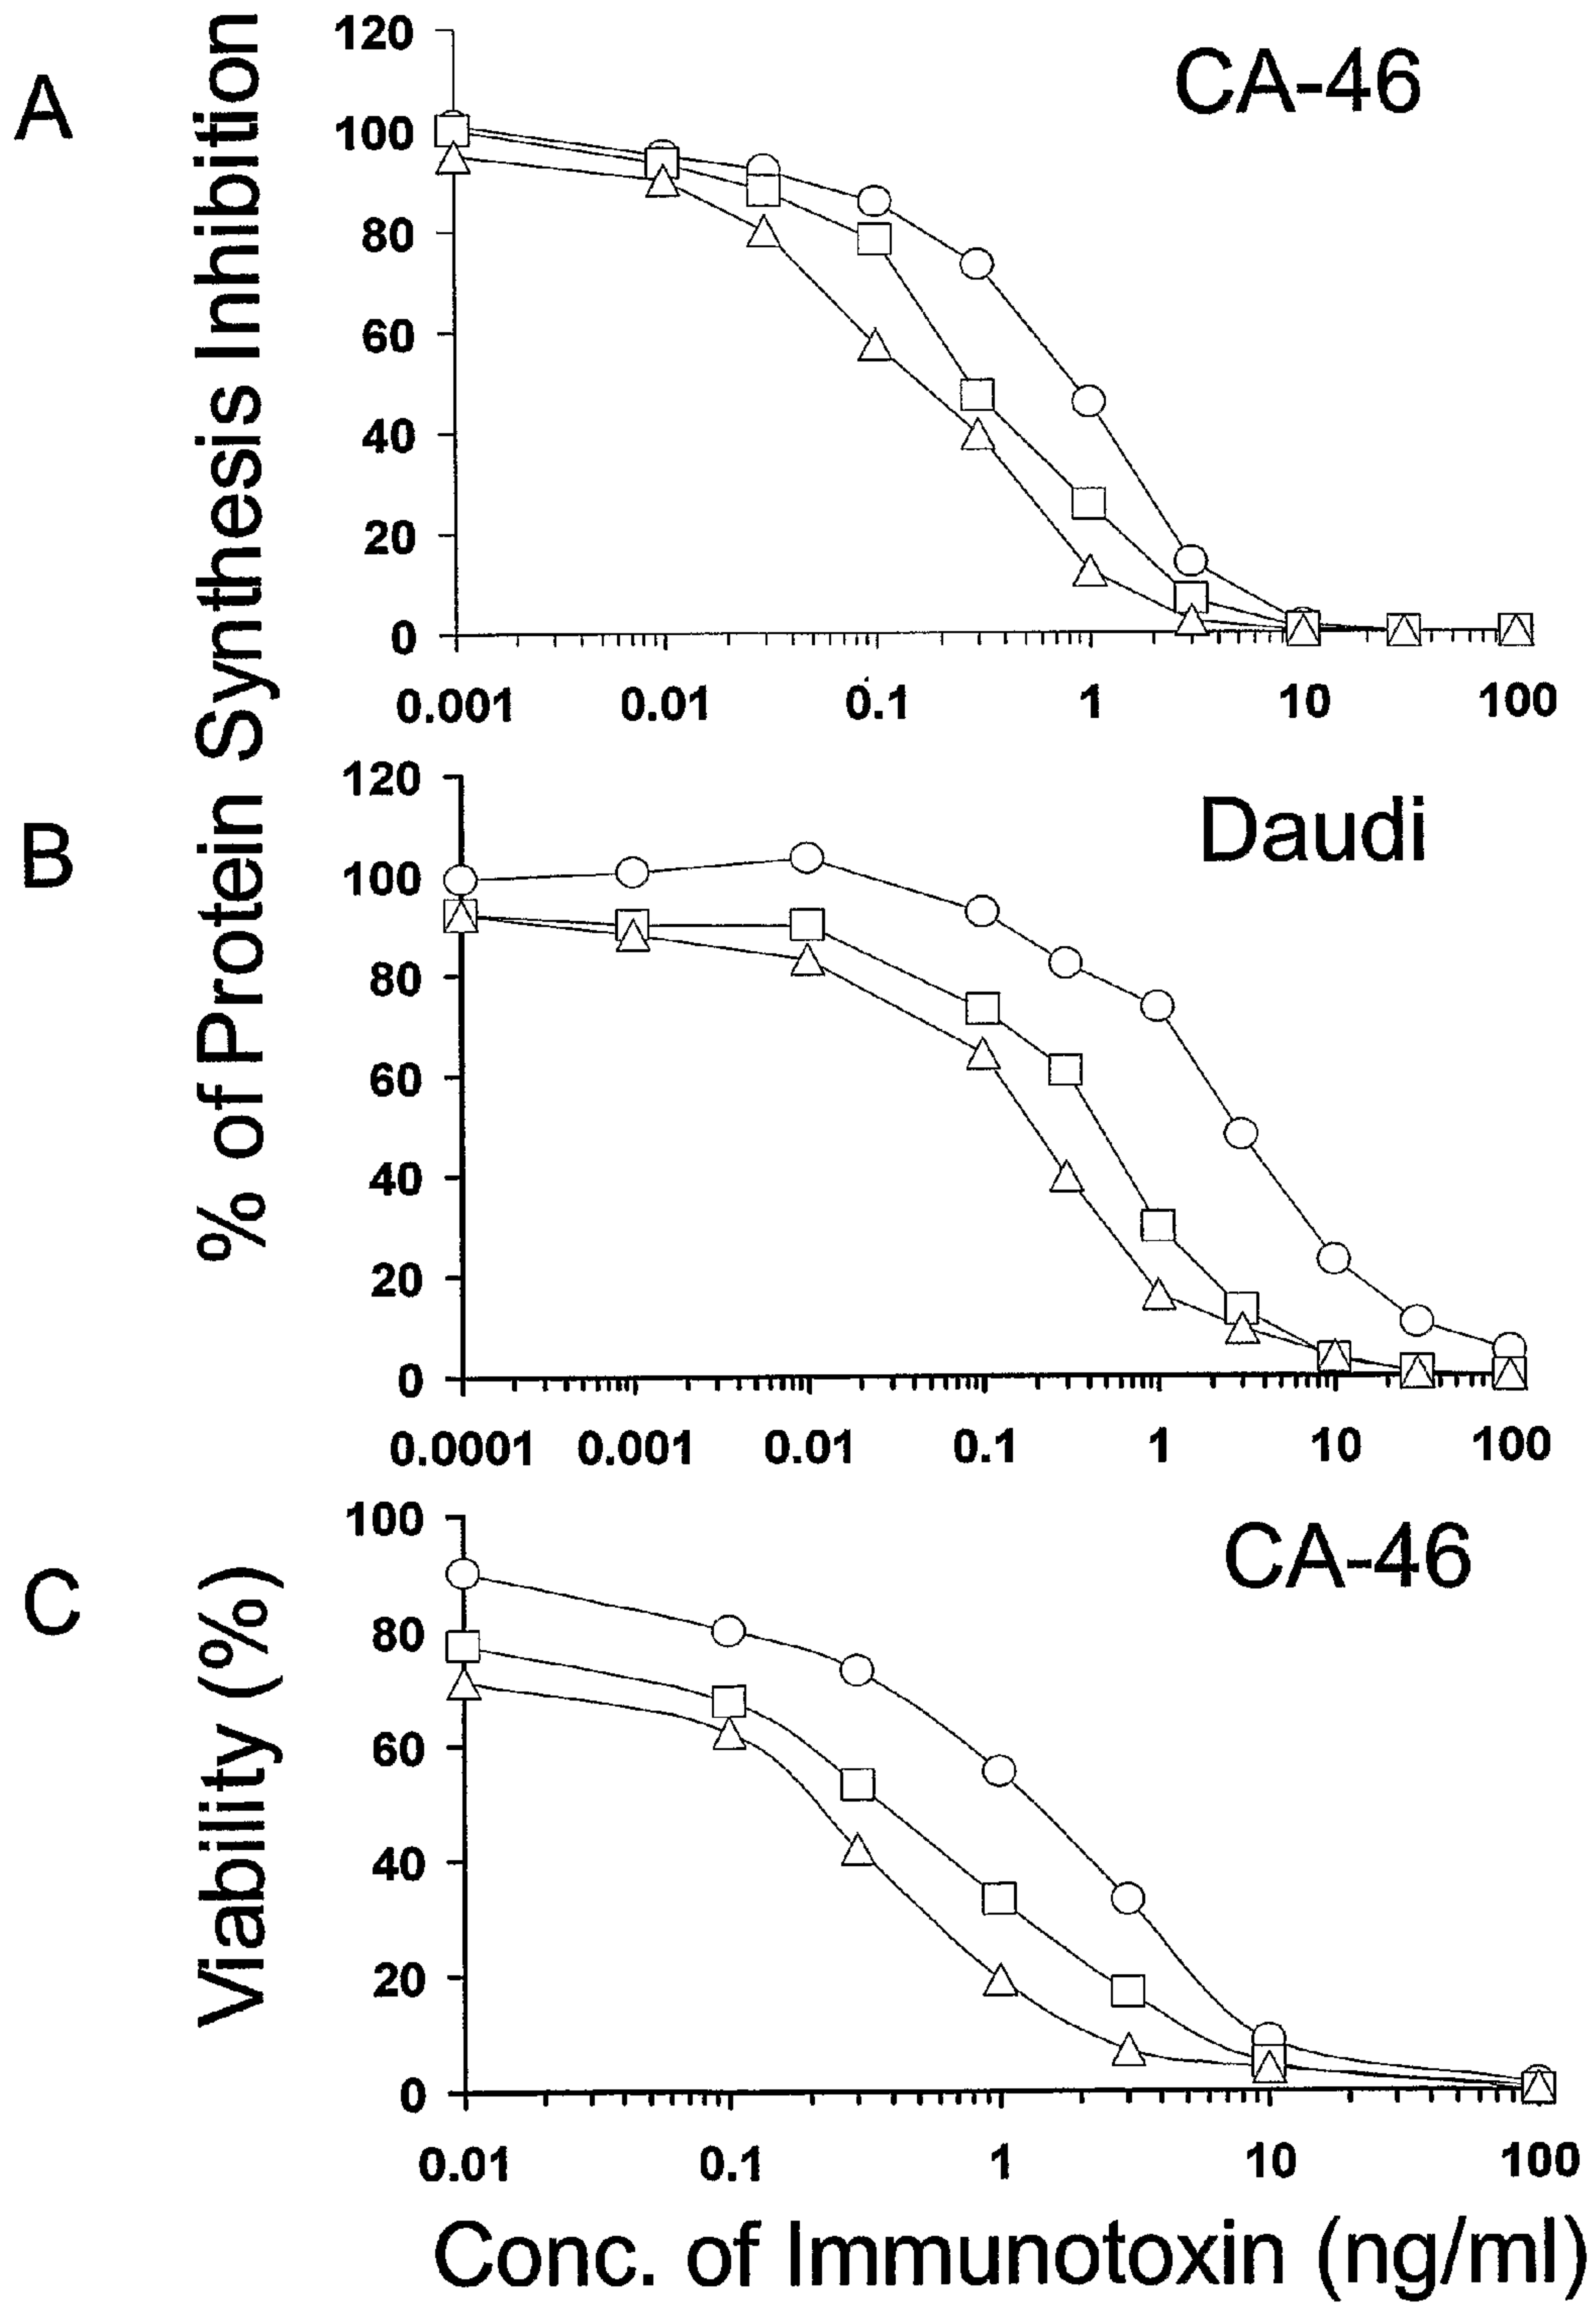 A
% of Protein Synthesis Inhibition
CA-46
120
100
80
60
40
20
0
0.001 0.01 0.1 1 10 100
B
Daudi
120
100
80
60
40
20
0
0.0001 0.001 0.01 0.1 1 10 100
C
Viability (%)
CA-46
100
80
60
40
20
0
0.01 0.1 1 10 100
Conc. of Immunotoxin (ng/ml)